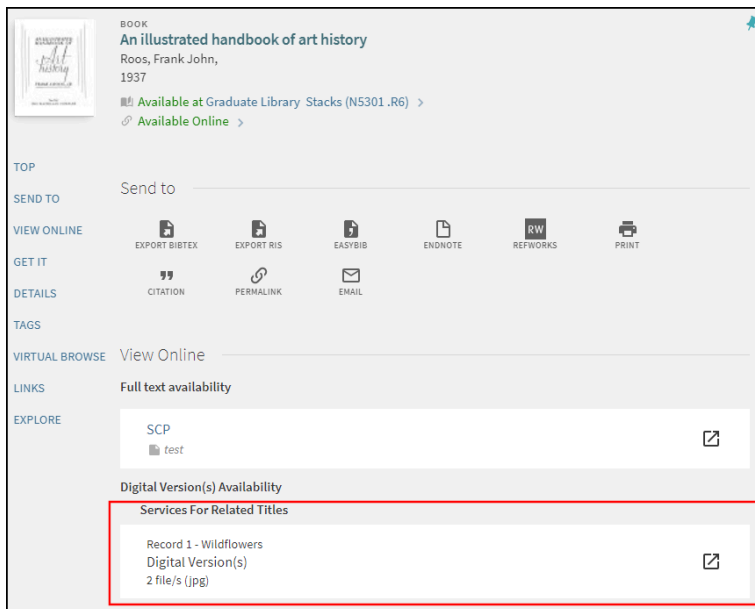 BOOK
An illustrated handbook of art history
Roos, Frank John,
1937
Available at Graduate Library Stacks (N5301 .R6) >
Available Online >
Art
history
TOP
SEND TO
VIEW ONLINE
GET IT
DETAILS
TAGS
VIRTUAL BROWSE
LINKS
EXPLORE
Send to
EXPORT BIBTEX
EXPORT RIS
EASYBIB
ENDNOTE
RW
REFWORKS
PRINT
CITATION
PERMALINK
EMAIL
View Online
Full text availability
SCP
test
Digital Version(s) Availability
Services For Related Titles
Record 1 - Wildflowers
Digital Version(s)
2 file/s (jpg)